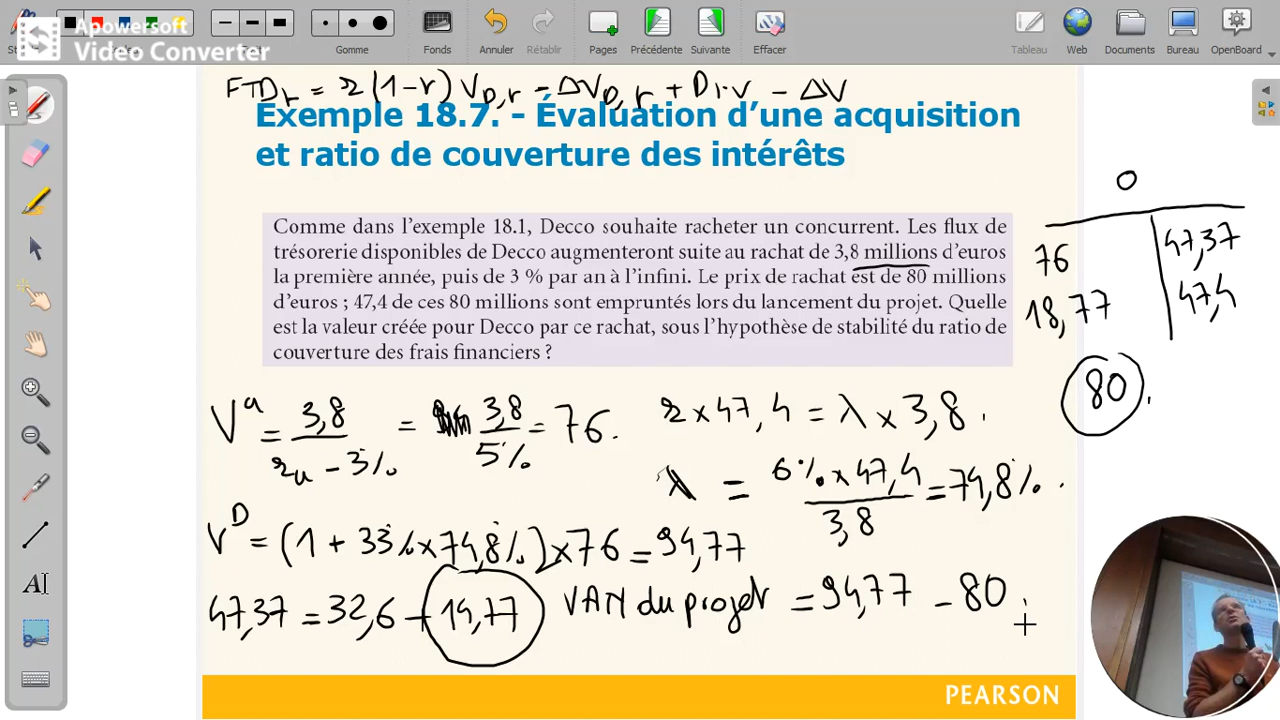 Apowersoft
Video Converter
Gomme
Fonds
Annuler
Rétablir
Pages
Précédente
Suivante
Effacer
Tableau
Web
Documents
Bureau
OpenBoard
FTD_r = r(1-τ) V_D,r - ΔV_D,r + Div - ΔV
Exemple 18.7. - Évaluation d’une acquisition
et ratio de couverture des intérêts
Comme dans l’exemple 18.1, Decco souhaite racheter un concurrent. Les flux de
trésorerie disponibles de Decco augmenteront suite au rachat de 3,8 millions d’euros
la première année, puis de 3 % par an à l’infini. Le prix de rachat est de 80 millions
d’euros ; 47,4 de ces 80 millions sont empruntés lors du lancement du projet. Quelle
est la valeur créée pour Decco par ce rachat, sous l’hypothèse de stabilité du ratio de
couverture des frais financiers ?
0
76
47,37
18,77
47,4
80.
V^u = 3,8 / (r_u - 3%) = 3,8 / 5% = 76.
r × 47,4 = λ × 3,8.
λ = 6% × 47,4 / 3,8 = 74,8%.
V^D = (1 + 33% × 74,8%) × 76 = 94,77
47,37 = 32,6 + 14,77
VAN du projet = 94,77 - 80
PEARSON
AI